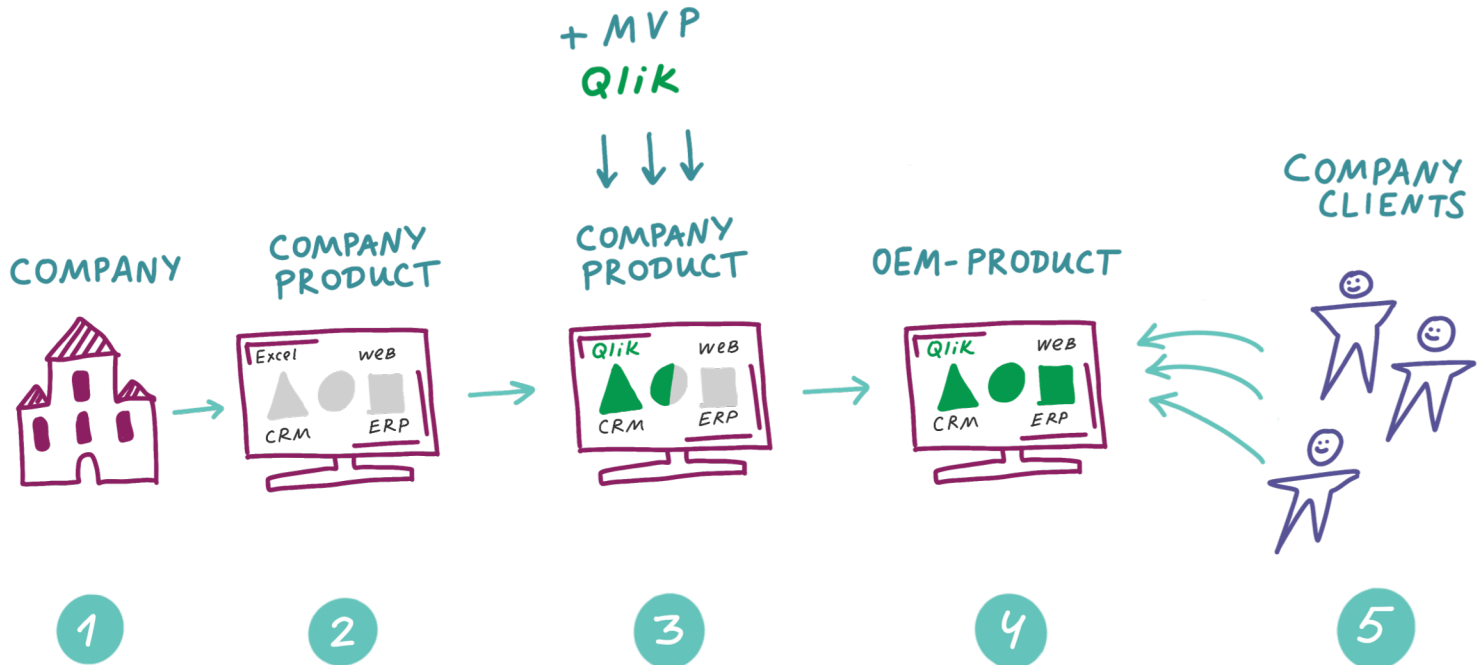 + MVP
Qlik
COMPANY
COMPANY
PRODUCT
COMPANY
PRODUCT
OEM-PRODUCT
COMPANY
CLIENTS
Excel
WEB
CRM
ERP
Qlik
WEB
CRM
ERP
Qlik
WEB
CRM
ERP
1
2
3
4
5